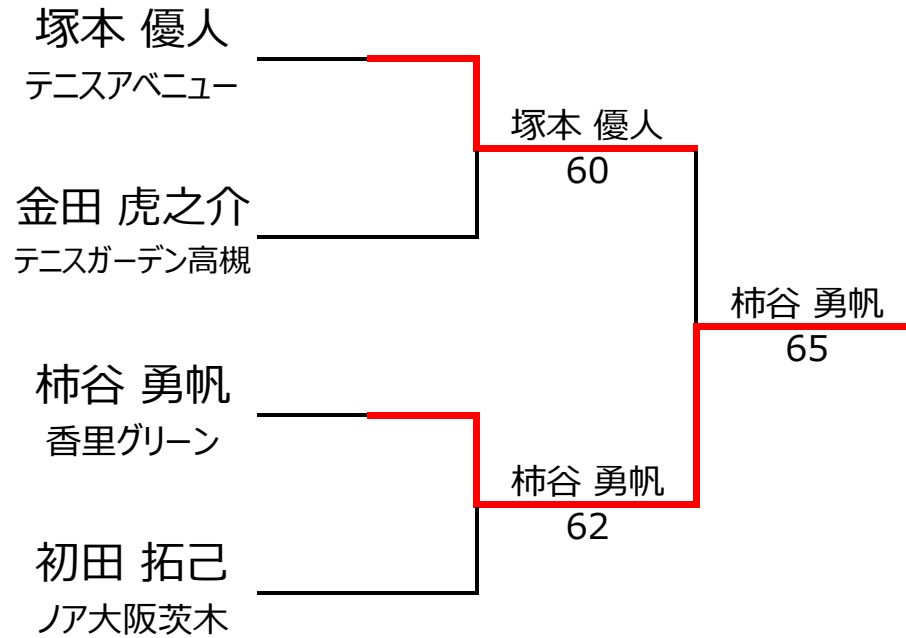 塚本 優人
テニスアベニュー
塚本 優人
60
金田 虎之介
テニスガーデン高槻
柿谷 勇帆
65
柿谷 勇帆
香里グリーン
柿谷 勇帆
62
初田 拓己
ノア大阪茨木